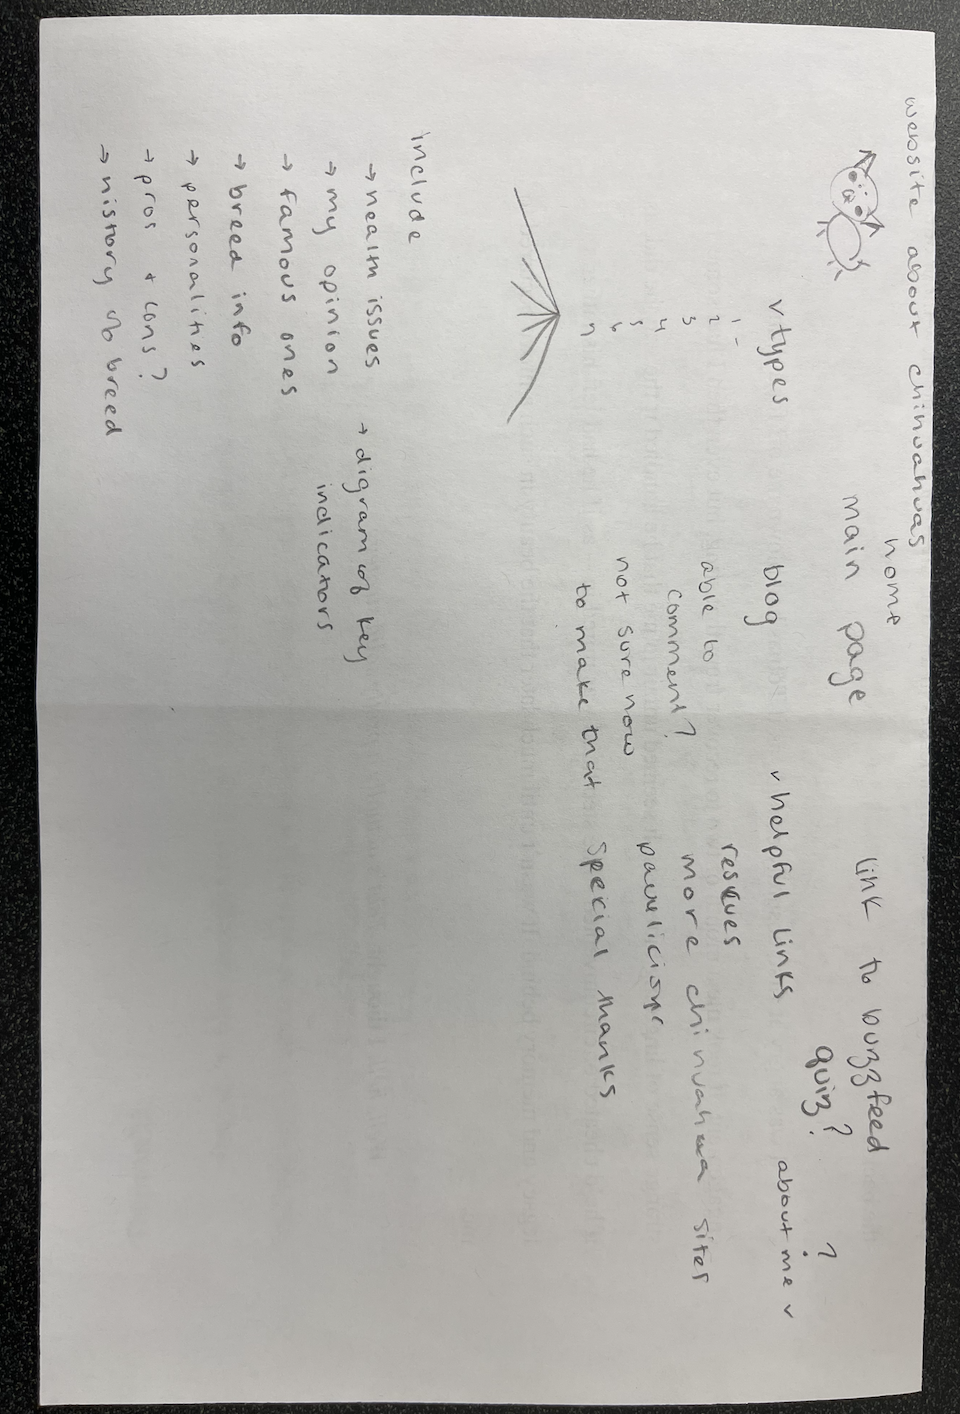 website about chihuahuas
home
main page
link to buzzfeed
quiz?
?
v types
blog
v helpful links
about me v
1 -
2
3
4
5
6
7
able to
comment?
not sure how
to make that
rescues
more chihuahua sites
special thanks
include
→ health issues
→ my opinion
→ famous ones
→ breed info
→ personalities
→ pros + cons?
→ history of breed
→ digram of key
indicators